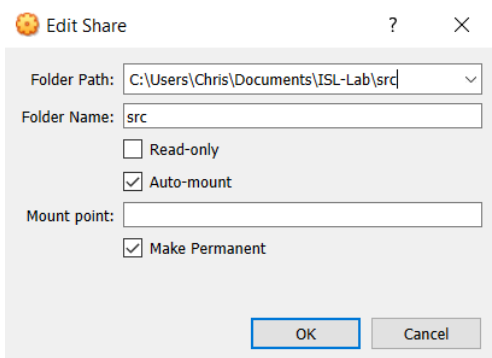 Edit Share ? ×
Folder Path: C:\Users\Chris\Documents\ISL-Lab\src
Folder Name: src
Read-only
Auto-mount
Mount point:
Make Permanent
OK Cancel